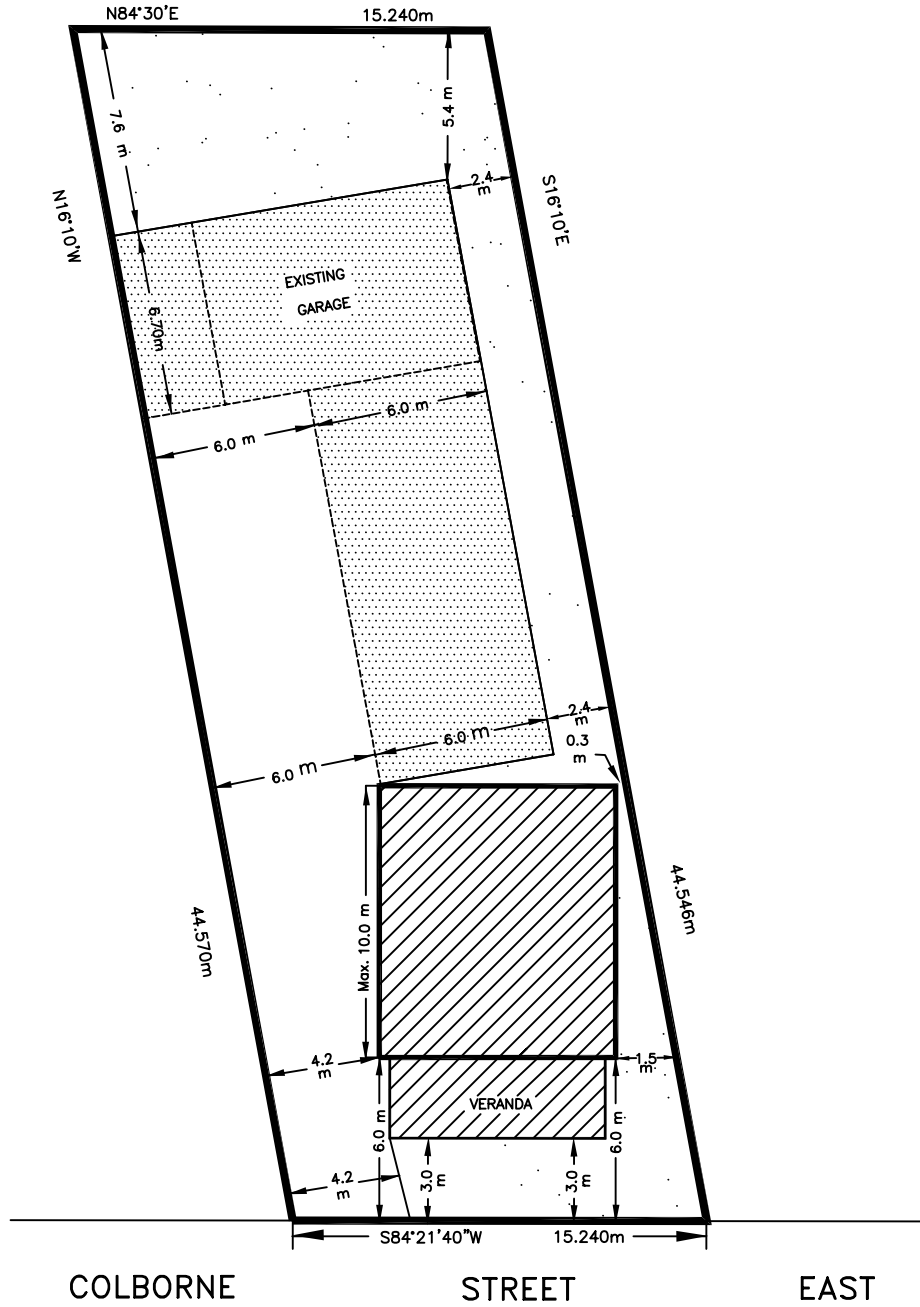 N84°30'E 15.240m
7.6 m
5.4 m
2.4
m
N16°10'W
S16°10'E
EXISTING
GARAGE
6.70m
6.0 m
6.0 m
2.4
m
6.0 m
6.0 m
0.3
m
44.570m
44.546m
Max. 10.0 m
4.2
m
1.5
m
VERANDA
6.0 m
6.0 m
4.2
m
3.0
m
3.0
m
S84°21'40"W 15.240m
COLBORNE STREET EAST